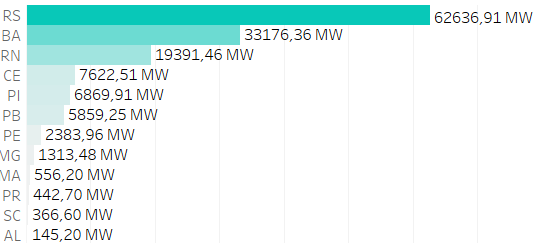 RS 62636,91 MW
BA 33176,36 MW
RN 19391,46 MW
CE 7622,51 MW
PI 6869,91 MW
PB 5859,25 MW
PE 2383,96 MW
MG 1313,48 MW
MA 556,20 MW
PR 442,70 MW
SC 366,60 MW
AL 145,20 MW